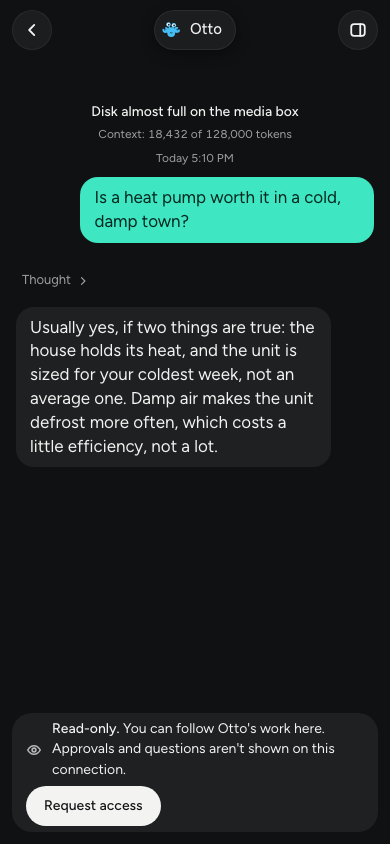 Otto
Disk almost full on the media box
Context: 18,432 of 128,000 tokens
Today 5:10 PM
Is a heat pump worth it in a cold,
damp town?
Thought
Usually yes, if two things are true: the
house holds its heat, and the unit is
sized for your coldest week, not an
average one. Damp air makes the unit
defrost more often, which costs a
little efficiency, not a lot.
Read-only. You can follow Otto's work here.
Approvals and questions aren't shown on this
connection.
Request access